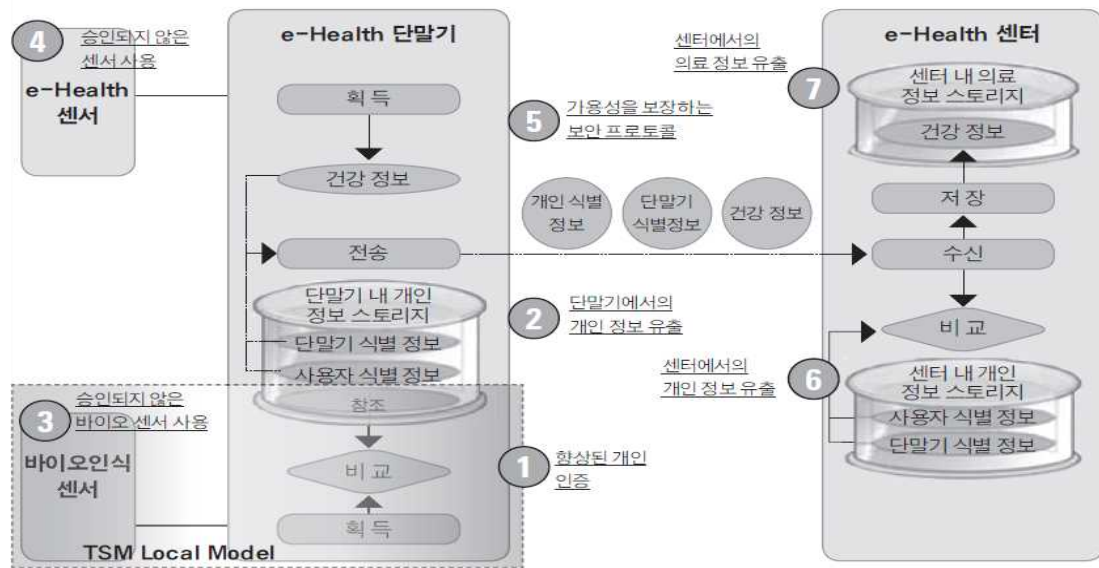 4
승인되지 않은
센서 사용
e-Health
센서
e-Health 단말기
획 득
건강 정보
전송
단말기 내 개인
정보 스토리지
단말기 식별 정보
사용자 식별 정보
참조
비 교
획 득
3
승인되지 않은
바이오 센서 사용
바이오인식
센서
TSM Local Model
5
가용성을 보장하는
보안 프로토콜
개인 식별
정보
단말기
식별정보
건강 정보
2
단말기에서의
개인 정보 유출
1
향상된 개인
인증
센터에서의
의료 정보 유출
7
e-Health 센터
센터 내 의료
정보 스토리지
건강 정보
저 장
수신
비 교
센터에서의
개인 정보 유출
6
센터 내 개인
정보 스토리지
사용자 식별 정보
단말기 식별 정보